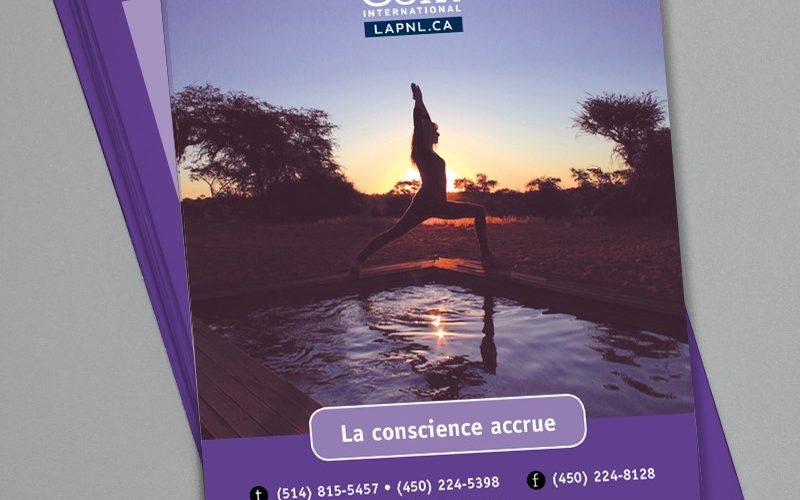 INTERNATIONAL
LAPNL.CA
La conscience accrue
t (514) 815-5457 • (450) 224-5398 f (450) 224-8128